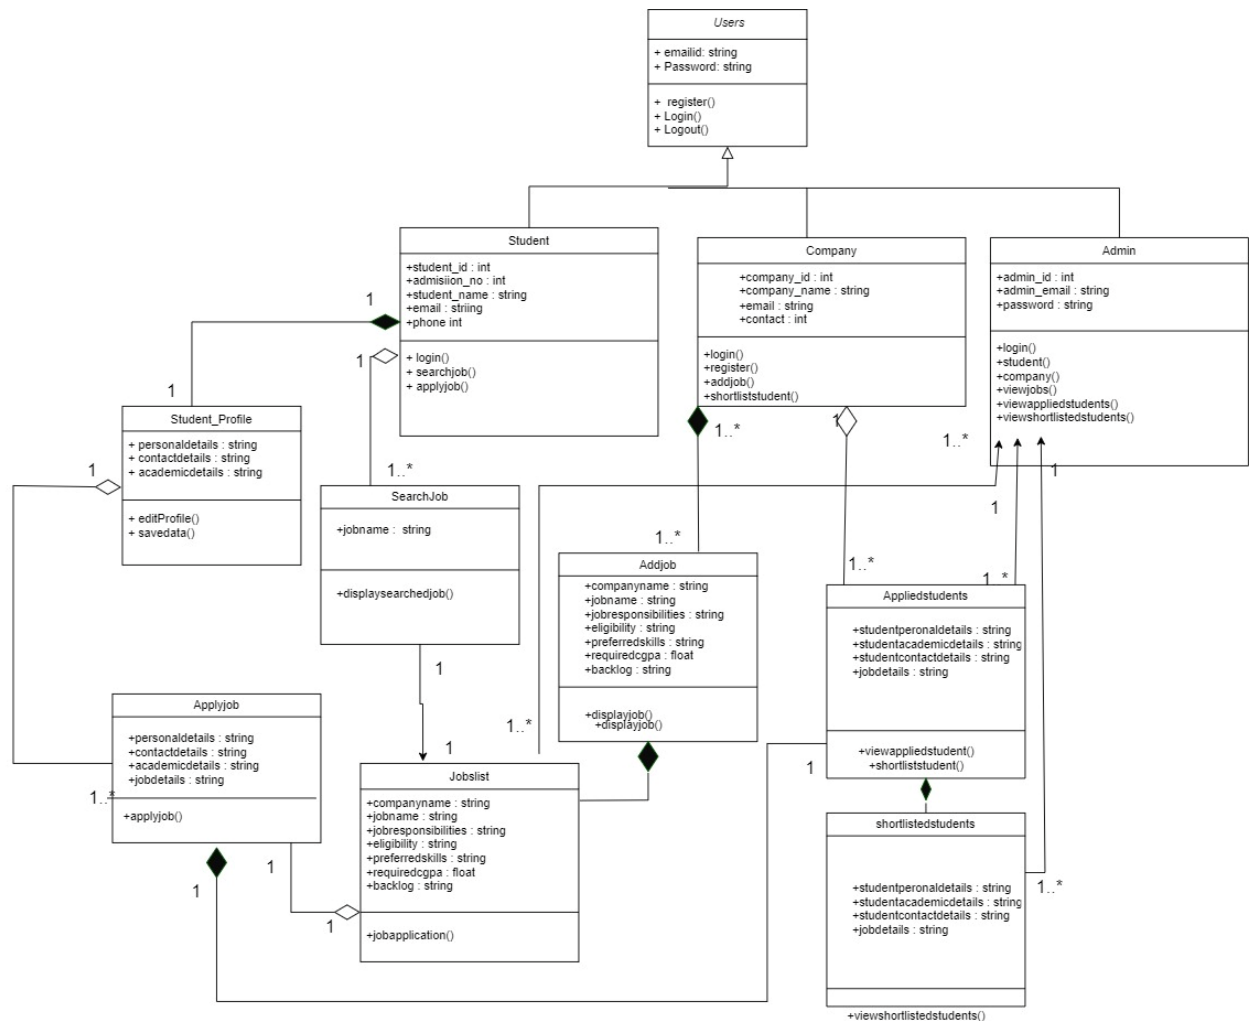 Users
+ emailid: string
+ Password: string
+ register()
+ Login()
+ Logout()
Student
+student_id : int
+admisiion_no : int
+student_name : string
+email : striing
+phone int
+ login()
+ searchjob()
+ applyjob()
Company
+company_id : int
+company_name : string
+email : string
+contact : int
+login()
+register()
+addjob()
+shortliststudent()
Admin
+admin_id : int
+admin_email : string
+password : string
+login()
+student()
+company()
+viewjobs()
+viewappliedstudents()
+viewshortlistedstudents()
1
1
1
1..*
1
1..*
1..*
1
1
1..*
1..*
1..*
Student_Profile
+ personaldetails : string
+ contactdetails : string
+ academicdetails : string
+ editProfile()
+ savedata()
1
SearchJob
+jobname : string
+displaysearchedjob()
1
1
Addjob
+companyname : string
+jobname : string
+jobresponsibilities : string
+eligibility : string
+preferredskills : string
+requiredcgpa : float
+backlog : string
+displayjob()
+displayjob()
1..*
Appliedstudents
+studentperonaldetails : string
+studentacademicdetails : string
+studentcontactdetails : string
+jobdetails : string
+viewappliedstudent()
+shortliststudent()
1
Applyjob
+personaldetails : string
+contactdetails : string
+academicdetails : string
+jobdetails : string
1..*
+applyjob()
1
1
1
Jobslist
+companyname : string
+jobname : string
+jobresponsibilities : string
+eligibility : string
+preferredskills : string
+requiredcgpa : float
+backlog : string
+jobapplication()
shortlistedstudents
+studentperonaldetails : string
+studentacademicdetails : string
+studentcontactdetails : string
+jobdetails : string
+viewshortlistedstudents()
1..*